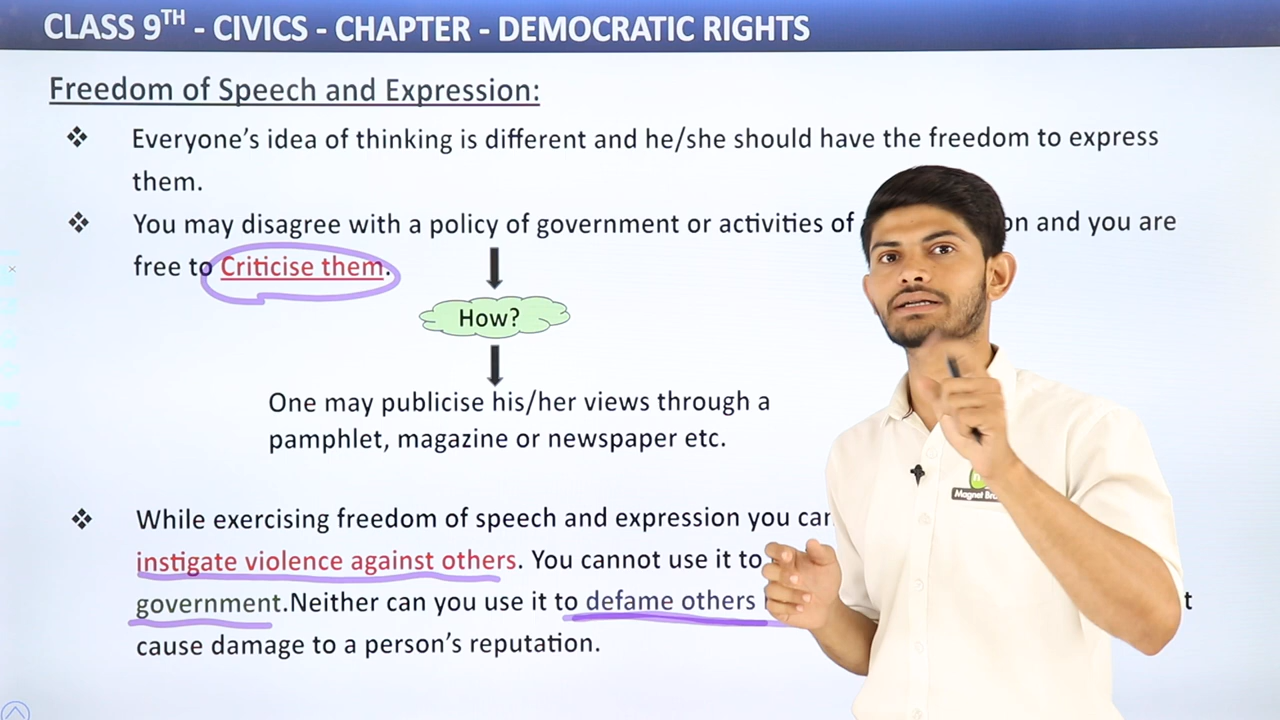 CLASS 9TH - CIVICS - CHAPTER - DEMOCRATIC RIGHTS
Freedom of Speech and Expression:
❖ Everyone's idea of thinking is different and he/she should have the freedom to express
them.
❖ You may disagree with a policy of government or activities of on and you are
free to Criticise them.
How?
One may publicise his/her views through a
pamphlet, magazine or newspaper etc.
❖ While exercising freedom of speech and expression you
instigate violence against others. You cannot use it to
government.Neither can you use it to defame others
t
cause damage to a person's reputation.
Magnet